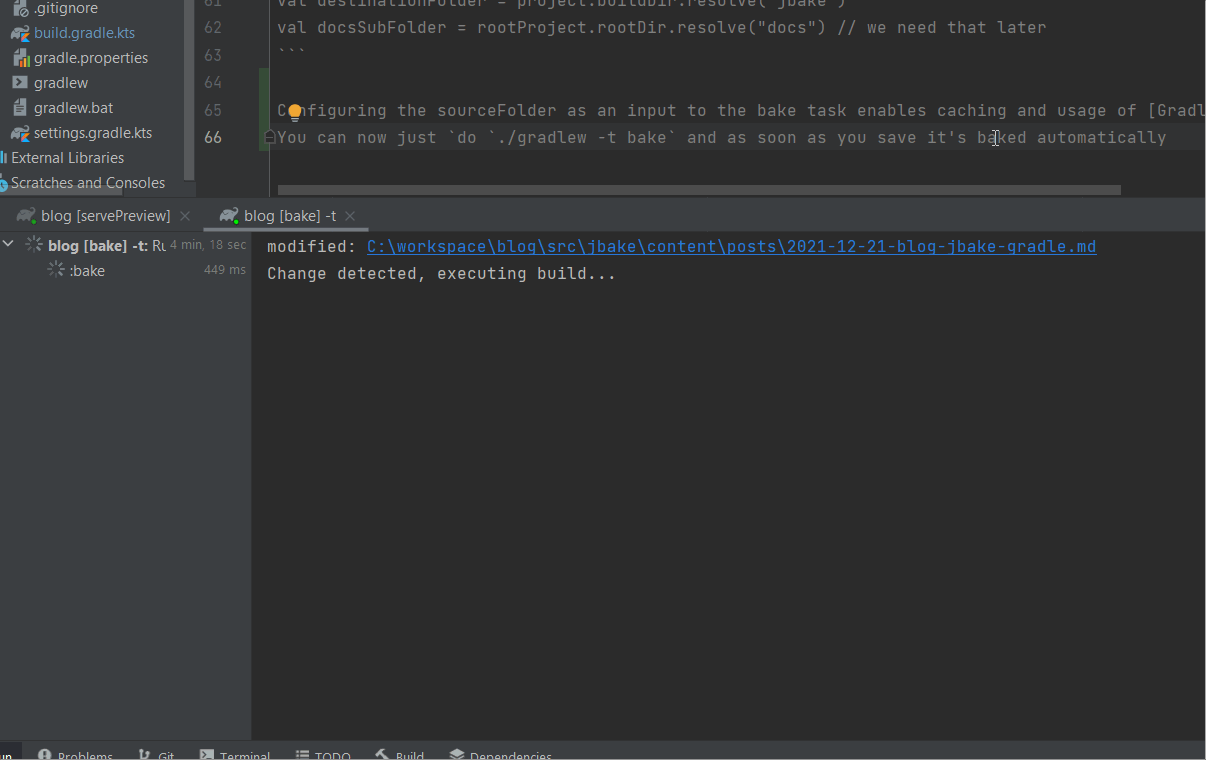 .gitignore
build.gradle.kts
gradle.properties
gradlew
gradlew.bat
settings.gradle.kts
External Libraries
Scratches and Consoles
61 val destinationFolder = project.buildDir.resolve("jbake")
62 val docsSubFolder = rootProject.rootDir.resolve("docs") // we need that later
63 ```
64
65 Configuring the sourceFolder as an input to the bake task enables caching and usage of [Gradl
66 You can now just `do `./gradlew -t bake` and as soon as you save it's baked automatically
blog [servePreview]
blog [bake] -t
blog [bake] -t: Ru 4 min, 18 sec
:bake 449 ms
modified: C:\workspace\blog\src\jbake\content\posts\2021-12-21-blog-jbake-gradle.md
Change detected, executing build...
un Problems Git Terminal TODO Build Dependencies